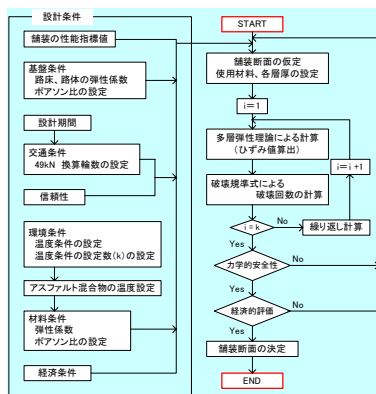 設計条件
舗装の性能指標値
基盤条件
路床、路体の弾性係数
ポアソン比の設定
設計期間
交通条件
49kN 換算輪数の設定
信頼性
環境条件
温度条件の設定
温度条件の設定数(k)の設定
アスファルト混合物の温度設定
材料条件
弾性係数
ポアソン比の設定
経済条件
START
舗装断面の仮定
使用材料、各層厚の設定
i=1
多層弾性理論による計算
(ひずみ値算出)
i=i+1
破壊規準式による
破壊回数の計算
i = k
No
繰り返し計算
Yes
力学的安全性
No
Yes
経済的評価
No
Yes
舗装断面の決定
END